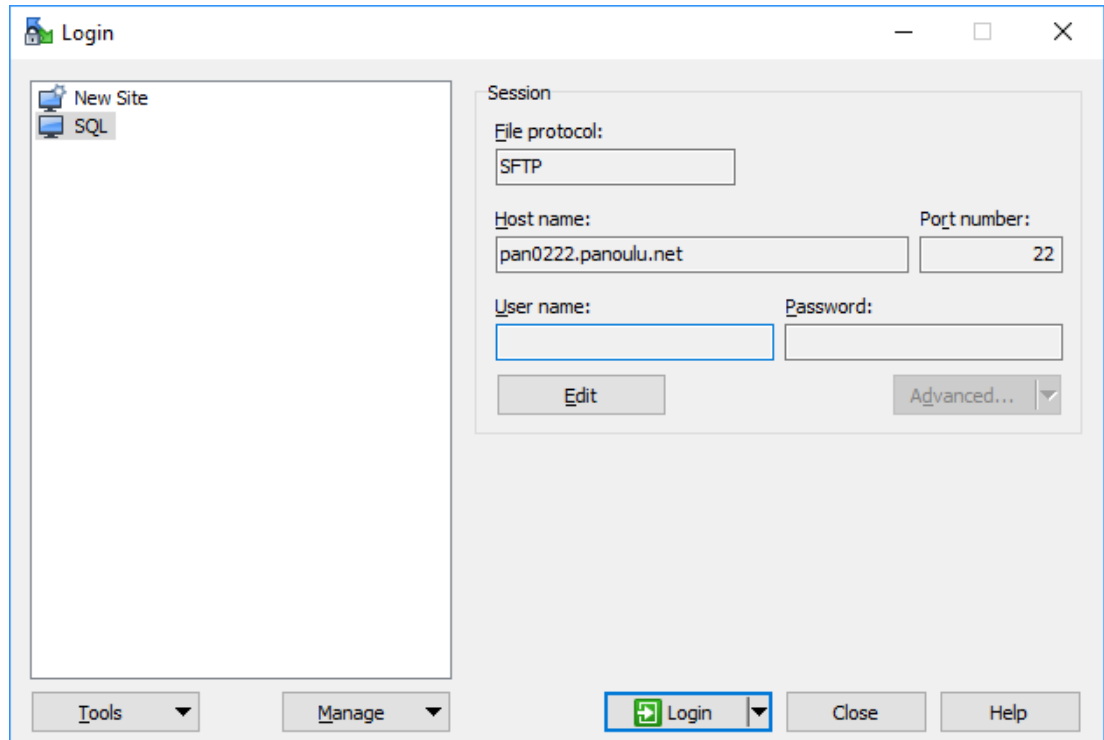 Login
New Site
SQL
Session
File protocol:
SFTP
Host name:
Port number:
pan0222.panoulu.net
22
User name:
Password:
Edit
Advanced...
Tools
Manage
Login
Close
Help